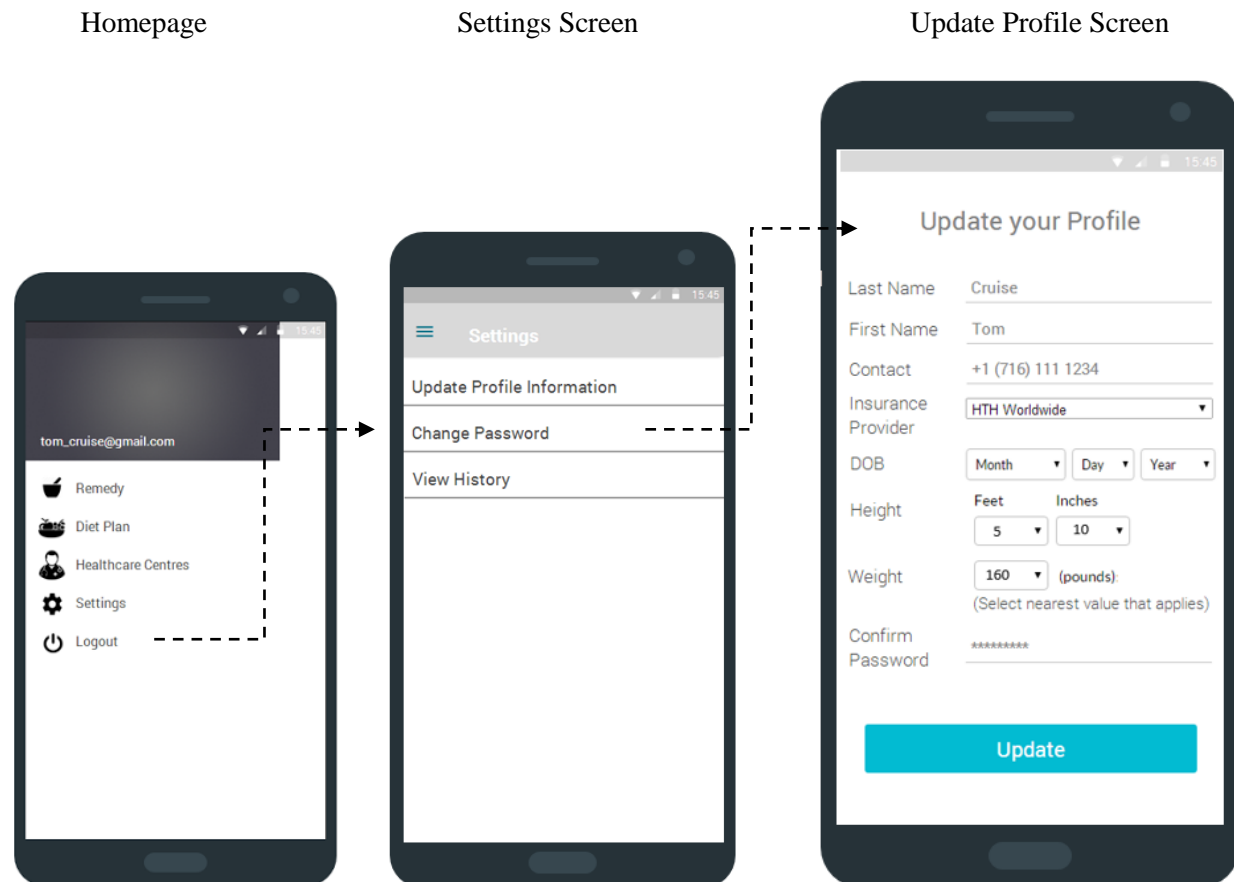 Homepage
Settings Screen
Update Profile Screen
15:45
tom_cruise@gmail.com
Remedy
Diet Plan
Healthcare Centres
Settings
Logout
15:45
Settings
Update Profile Information
Change Password
View History
15:45
Update your Profile
Last Name Cruise
First Name Tom
Contact +1 (716) 111 1234
Insurance
Provider
HTH Worldwide
DOB Month Day Year
Feet Inches
Height
5 10
Weight 160 (pounds):
(Select nearest value that applies)
Confirm
Password
*********
Update